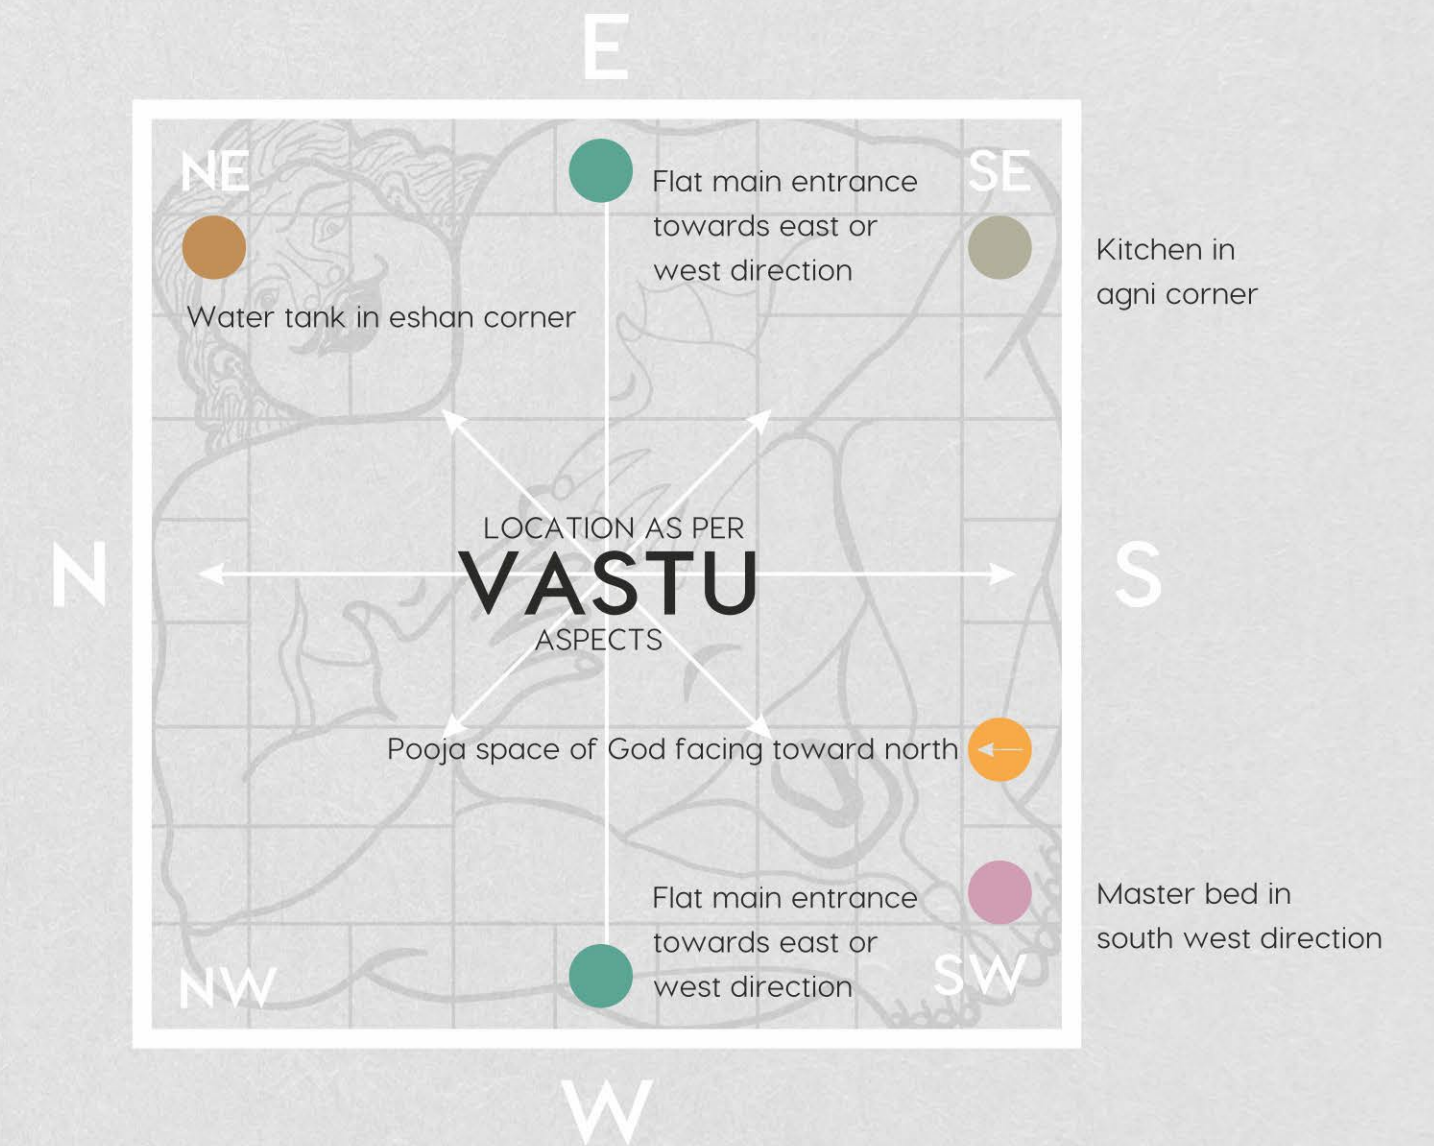 E
NE
SE
Flat main entrance
towards east or
west direction
Kitchen in
agni corner
Water tank in eshan corner
N
LOCATION AS PER
VASTU
ASPECTS
S
Pooja space of God facing toward north
Flat main entrance
towards east or
west direction
Master bed in
south west direction
NW
SW
W